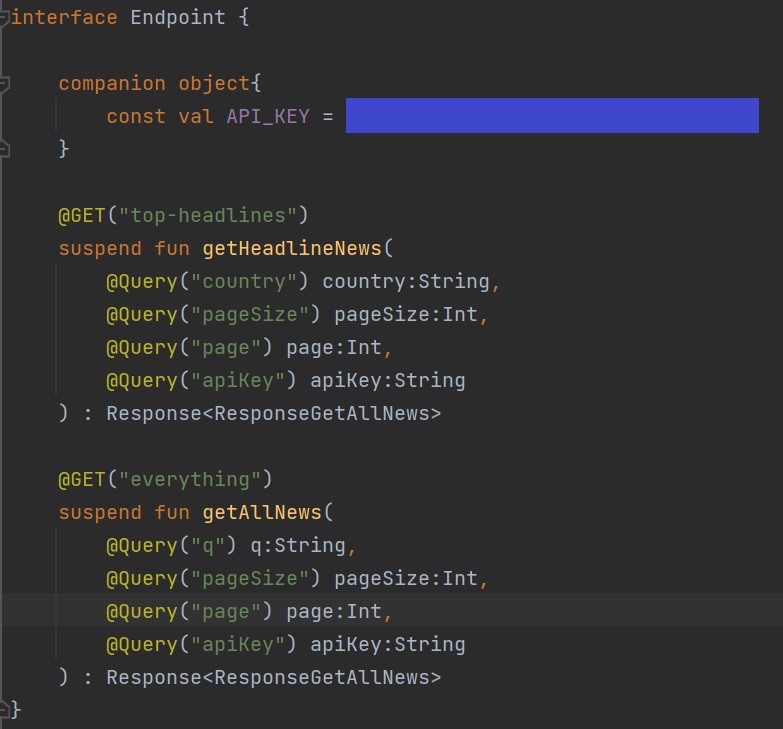 interface Endpoint {
companion object{
const val API_KEY =
}
@GET("top-headlines")
suspend fun getHeadlineNews(
@Query("country") country:String,
@Query("pageSize") pageSize:Int,
@Query("page") page:Int,
@Query("apiKey") apiKey:String
) : Response<ResponseGetAllNews>
@GET("everything")
suspend fun getAllNews(
@Query("q") q:String,
@Query("pageSize") pageSize:Int,
@Query("page") page:Int,
@Query("apiKey") apiKey:String
) : Response<ResponseGetAllNews>
}